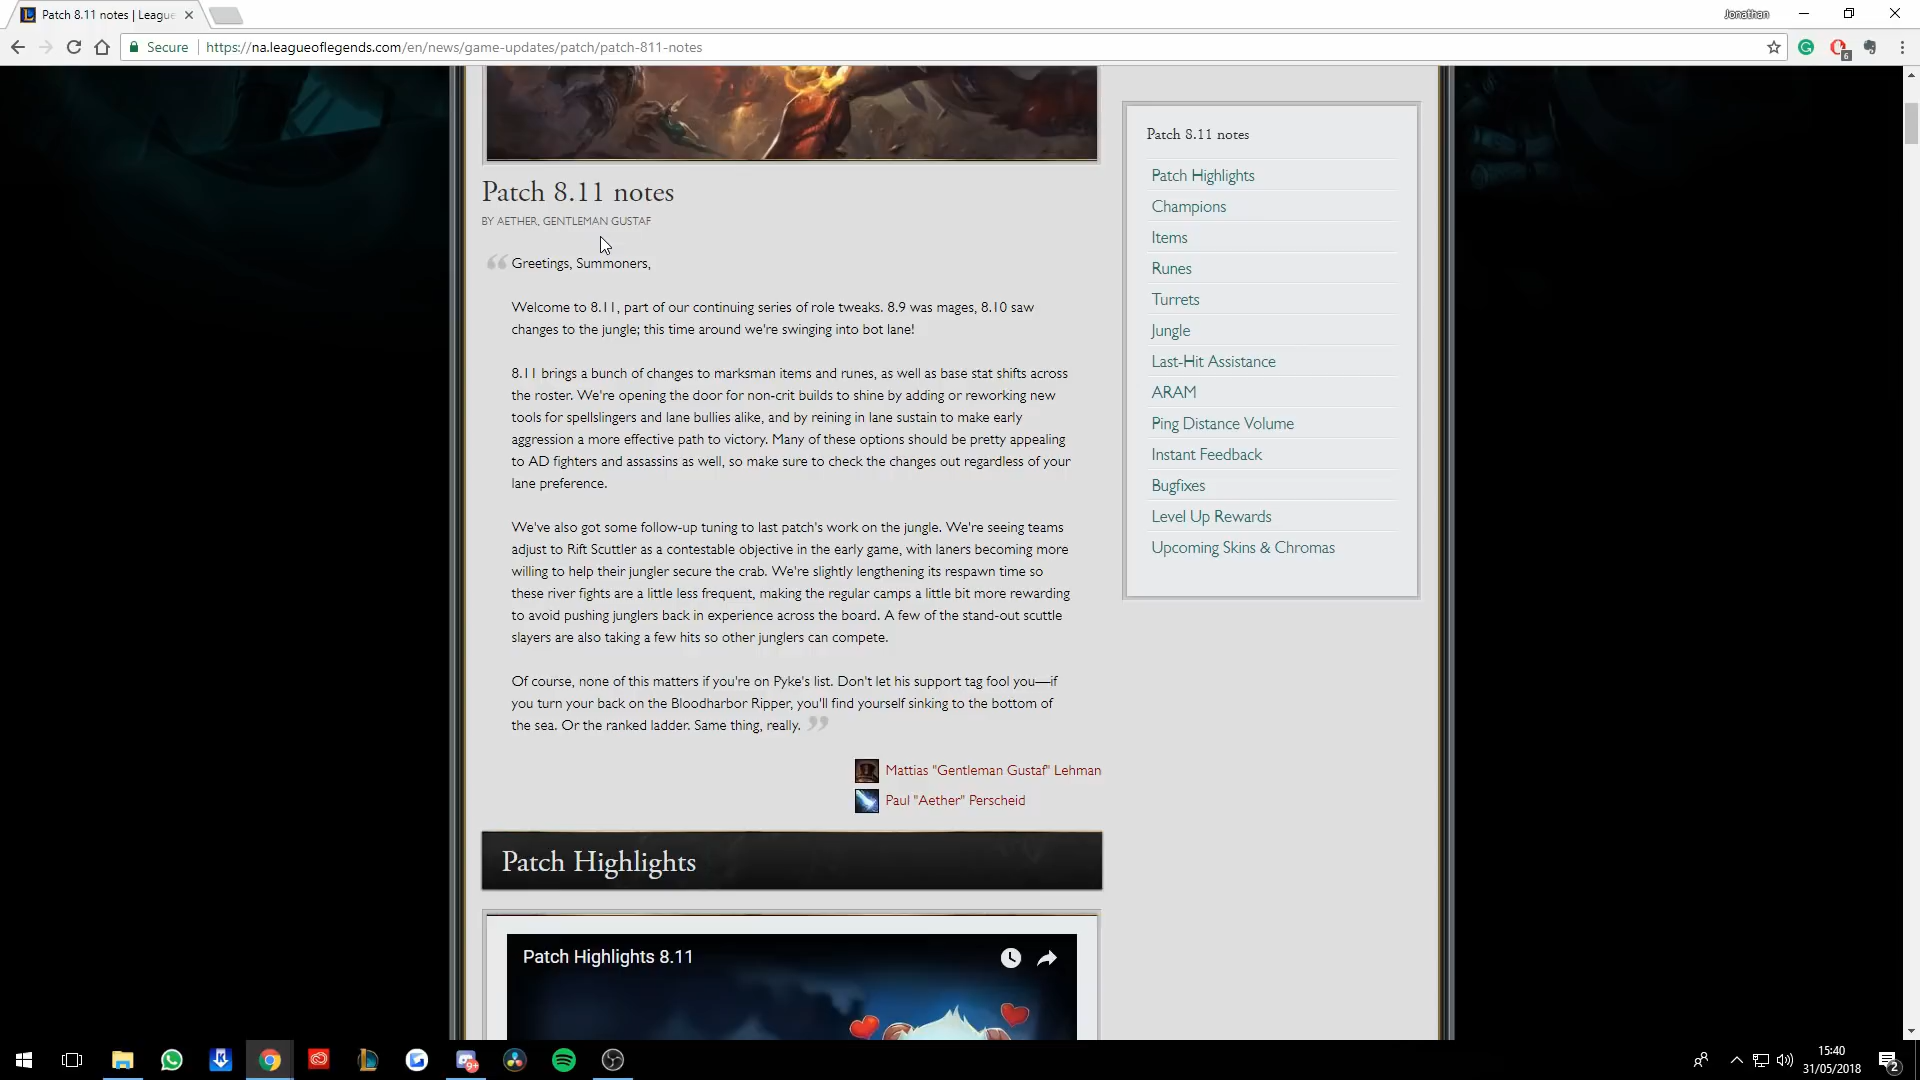 Patch 8.11 notes | League
Jonathan
Secure
https://na.leagueoflegends.com/en/news/game-updates/patch/patch-811-notes
6
Patch 8.11 notes
BY AETHER, GENTLEMAN GUSTAF
Greetings, Summoners,
Welcome to 8.11, part of our continuing series of role tweaks. 8.9 was mages, 8.10 saw
changes to the jungle; this time around we're swinging into bot lane!
8.11 brings a bunch of changes to marksman items and runes, as well as base stat shifts across
the roster. We're opening the door for non-crit builds to shine by adding or reworking new
tools for spellslingers and lane bullies alike, and by reining in lane sustain to make early
aggression a more effective path to victory. Many of these options should be pretty appealing
to AD fighters and assassins as well, so make sure to check the changes out regardless of your
lane preference.
We've also got some follow-up tuning to last patch's work on the jungle. We're seeing teams
adjust to Rift Scuttler as a contestable objective in the early game, with laners becoming more
willing to help their jungler secure the crab. We're slightly lengthening its respawn time so
these river fights are a little less frequent, making the regular camps a little bit more rewarding
to avoid pushing junglers back in experience across the board. A few of the stand-out scuttle
slayers are also taking a few hits so other junglers can compete.
Of course, none of this matters if you're on Pyke's list. Don't let his support tag fool you—if
you turn your back on the Bloodharbor Ripper, you'll find yourself sinking to the bottom of
the sea. Or the ranked ladder. Same thing, really.
Mattias "Gentleman Gustaf" Lehman
Paul "Aether" Perscheid
Patch Highlights
Patch Highlights 8.11
Patch 8.11 notes
Patch Highlights
Champions
Items
Runes
Turrets
Jungle
Last-Hit Assistance
ARAM
Ping Distance Volume
Instant Feedback
Bugfixes
Level Up Rewards
Upcoming Skins & Chromas
9+
15:40
31/05/2018
2